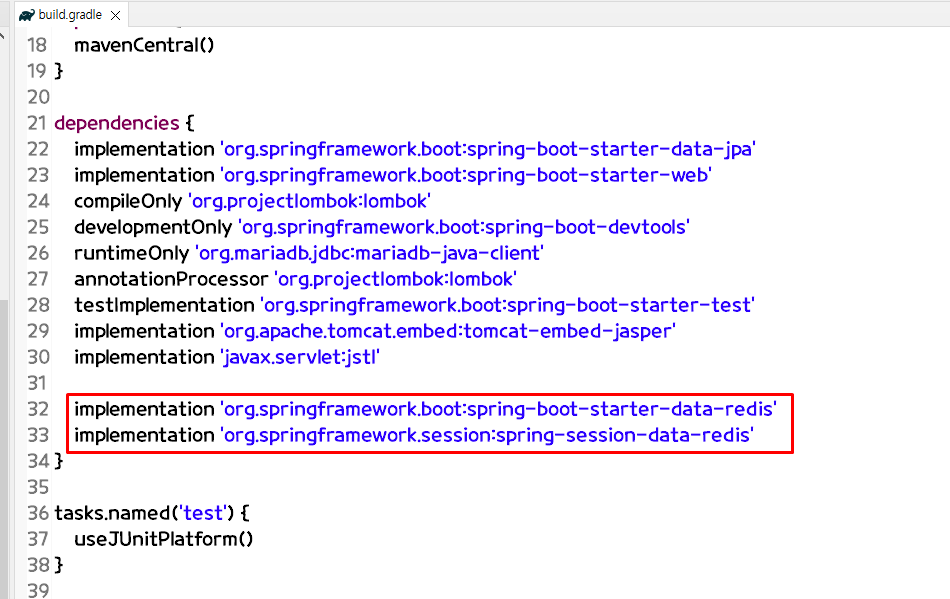 build.gradle
18 mavenCentral()
19 }
20
21 dependencies {
22 implementation 'org.springframework.boot:spring-boot-starter-data-jpa'
23 implementation 'org.springframework.boot:spring-boot-starter-web'
24 compileOnly 'org.projectlombok:lombok'
25 developmentOnly 'org.springframework.boot:spring-boot-devtools'
26 runtimeOnly 'org.mariadb.jdbc:mariadb-java-client'
27 annotationProcessor 'org.projectlombok:lombok'
28 testImplementation 'org.springframework.boot:spring-boot-starter-test'
29 implementation 'org.apache.tomcat.embed:tomcat-embed-jasper'
30 implementation 'javax.servlet:jstl'
31
32 implementation 'org.springframework.boot:spring-boot-starter-data-redis'
33 implementation 'org.springframework.session:spring-session-data-redis'
34 }
35
36 tasks.named('test') {
37 useJUnitPlatform()
38 }
39